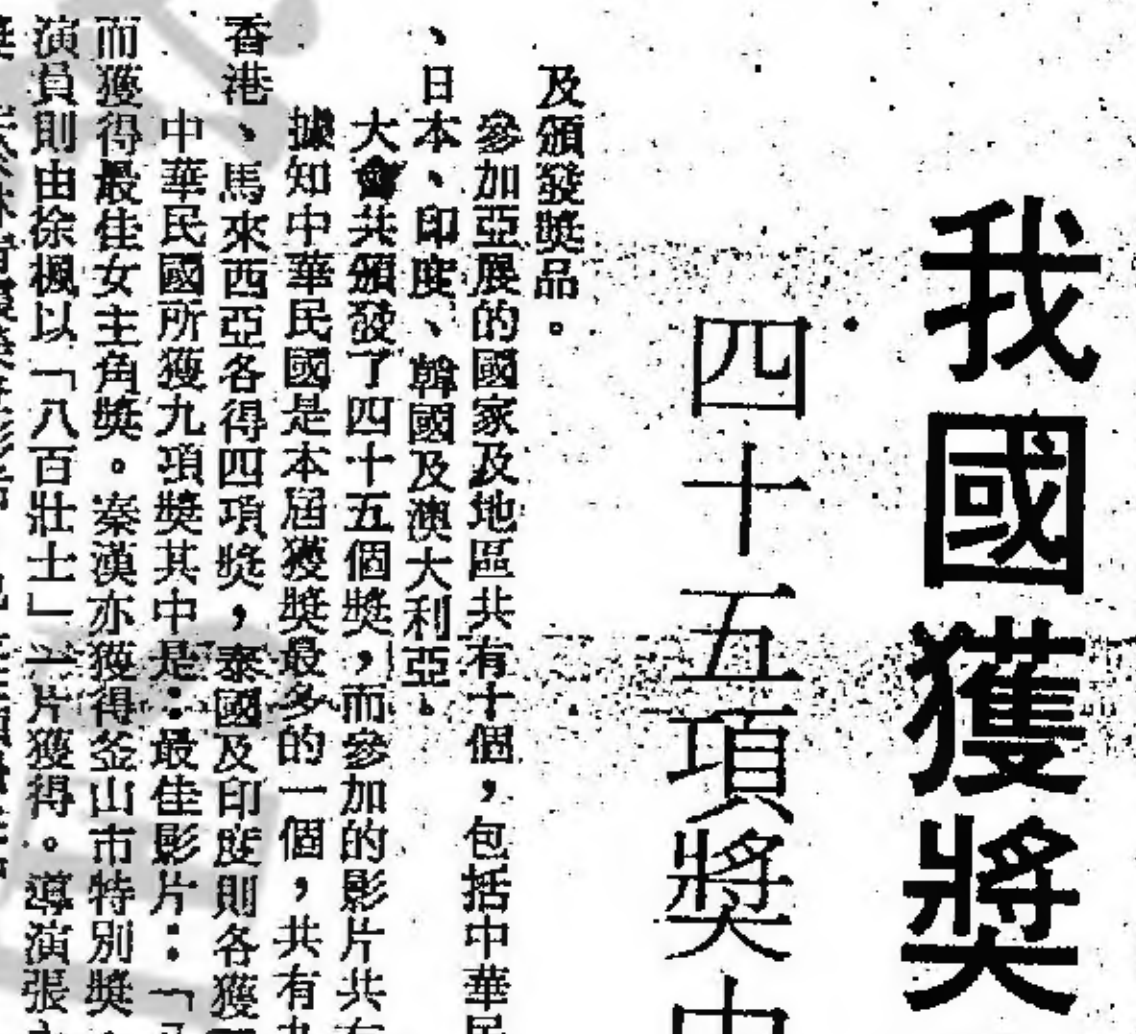 我國獲獎
四十五項獎中
及頒發獎品。
參加亞展的國家及地區共有十個，包括中華民
、日本、印度、韓國及澳大利亞。
大會共頒發了四十五個獎，而參加的影片共有
據知中華民國是本屆獲獎最多的一個，共有九
香港、馬來西亞各得四項獎，泰國及印度則各獲
中華民國所獲九項獎其中是：最佳影片：「八
而獲得最佳女主角獎。秦漢亦獲得釜山市特別獎，
演員則由徐楓以「八百壯士」一片獲得。導演張